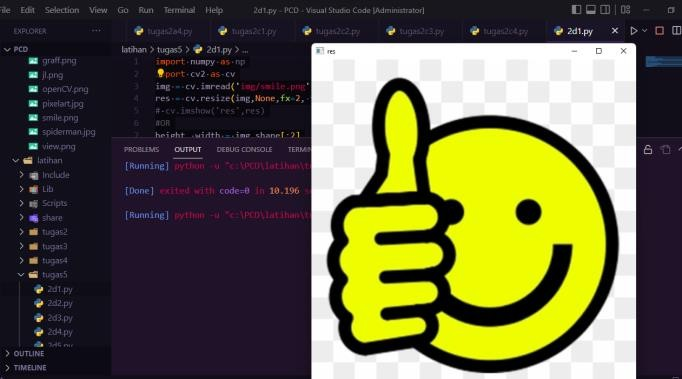 File Edit Selection View Go Run Terminal Help 2d1.py - PCD - Visual Studio Code [Administrator]
EXPLORER
tugas2a4.py tugas2c1.py tugas2c2.py tugas2c3.py tugas2c4.py 2d1.py
PCD
graff.png
jl.png
openCV.png
pixelart.jpg
smile.png
spiderman.jpg
view.png
latihan
Include
Lib
Scripts
share
tugas2
tugas3
tugas4
tugas5
2d1.py
2d2.py
2d3.py
2d4.py
2d5.py
OUTLINE
TIMELINE
latihan > tugas5 > 2d1.py > ...
1 import numpy as np
2 import cv2 as cv
3 img = cv.imread('img/smile.png'
4 res = cv.resize(img,None,fx=2,
5 # cv.imshow('res',res)
6 #OR
7 height, width = img.shape[:2]
PROBLEMS OUTPUT DEBUG CONSOLE TERMIN
[Running] python -u "c:\PCD\latihan\tu
[Done] exited with code=0 in 10.196 se
[Running] python -u "c:\PCD\latihan\tu
res